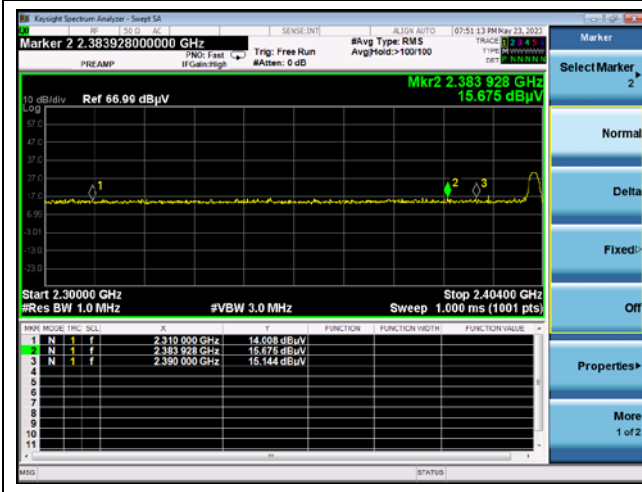 Keysight Spectrum Analyzer - Swept SA
RF 50 Ω AC SENSE:INT ALIGN AUTO 07:51:13 PM May 23, 2023
Marker 2 2.383928000000 GHz
PREAMP
PNO: Fast
IFGain:High
Trig: Free Run
#Atten: 0 dB
#Avg Type: RMS
Avg|Hold:>100/100
TRACE 1 2 3 4 5
TYPE M
DET P N N N N N
Mkr2 2.383 928 GHz
15.675 dBµV
10 dB/div Ref 66.99 dBµV
Log
57.0
47.0
37.0
27.0
17.0
6.99
-3.01
-13.0
-23.0
1
2
3
Start 2.30000 GHz
#Res BW 1.0 MHz
#VBW 3.0 MHz
Stop 2.40400 GHz
Sweep 1.000 ms (1001 pts)
MKR MODE TRC SCL X Y FUNCTION FUNCTION WIDTH FUNCTION VALUE
1 N 1 f 2.310 000 GHz 14.008 dBµV
2 N 1 f 2.383 928 GHz 15.675 dBµV
3 N 1 f 2.390 000 GHz 15.144 dBµV
4
5
6
7
8
9
10
11
MSG STATUS
Marker
Select Marker
2
Normal
Delta
Fixed
Off
Properties
More
1 of 2